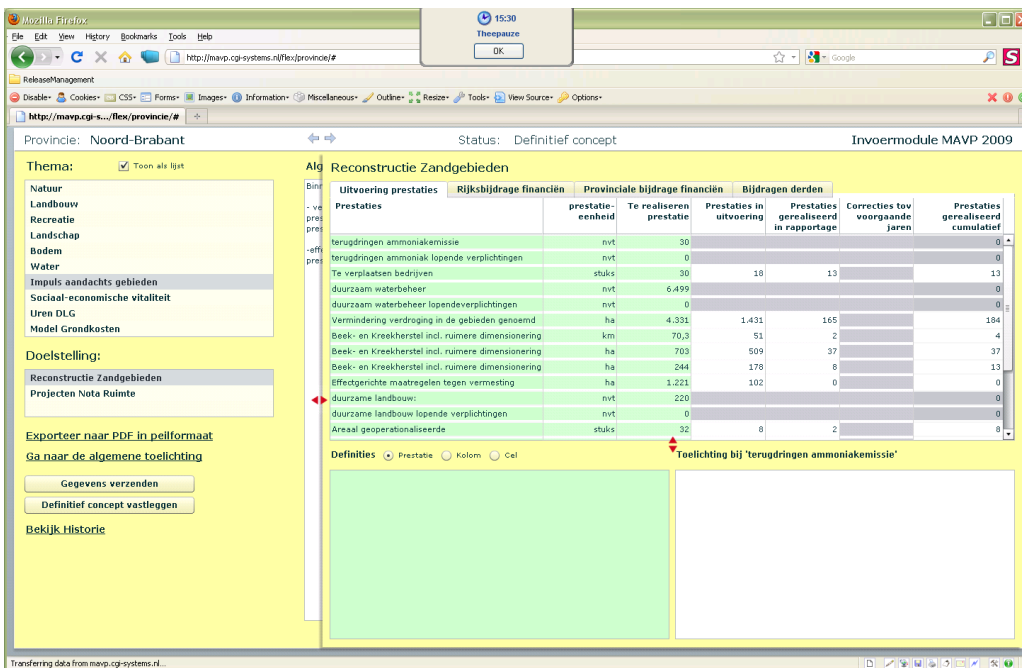 Mozilla Firefox
15:30
Theepauze
OK
File Edit View History Bookmarks Tools Help
http://mavp.cgi-systems.nl/flex/provincie/#
Google
ReleaseManagement
Disable Cookies CSS Forms Images Information Miscellaneous Outline Resize Tools View Source Options
http://mavp.cgi-s.../flex/provincie/#
Provincie: Noord-Brabant Status: Definitief concept Invoermodule MAVP 2009
Thema: Toon als lijst
Natuur
Landbouw
Recreatie
Landschap
Bodem
Water
Impuls aandachts gebieden
Sociaal-economische vitaliteit
Uren DLG
Model Grondkosten
Doelstelling:
Reconstructie Zandgebieden
Projecten Nota Ruimte
Exporteer naar PDF in peilformaat
Ga naar de algemene toelichting
Gegevens verzenden
Definitief concept vastleggen
Bekijk Historie
Alg
Binn
- ve
pres
pres
-effe
pres
Reconstructie Zandgebieden
Uitvoering prestaties Rijksbijdrage financiën Provinciale bijdrage financiën Bijdragen derden
Prestaties prestatie-eenheid Te realiseren prestatie Prestaties in uitvoering Prestaties gerealiseerd in rapportage Correcties tov voorgaande jaren Prestaties gerealiseerd cumulatief
terugdringen ammoniakemissie nvt 30 0
terugdringen ammoniak lopende verplichtingen nvt 0 0
Te verplaatsen bedrijven stuks 30 18 13 13
duurzaam waterbeheer nvt 6.499 0
duurzaam waterbeheer lopendeverplichtingen nvt 0 0
Vermindering verdroging in de gebieden genoemd ha 4.331 1.431 165 184
Beek- en Kreekherstel incl. ruimere dimensionering km 70,3 51 2 4
Beek- en Kreekherstel incl. ruimere dimensionering ha 703 509 37 37
Beek- en Kreekherstel incl. ruimere dimensionering ha 244 178 8 13
Effectgerichte maatregelen tegen vermesting ha 1.221 102 0 0
duurzame landbouw: nvt 220 0
duurzame landbouw lopende verplichtingen nvt 0 0
Areaal geoperationaliseerde stuks 32 8 2 8
Definities Prestatie Kolom Cel
Toelichting bij 'terugdringen ammoniakemissie'
Transferring data from mavp.cgi-systems.nl...